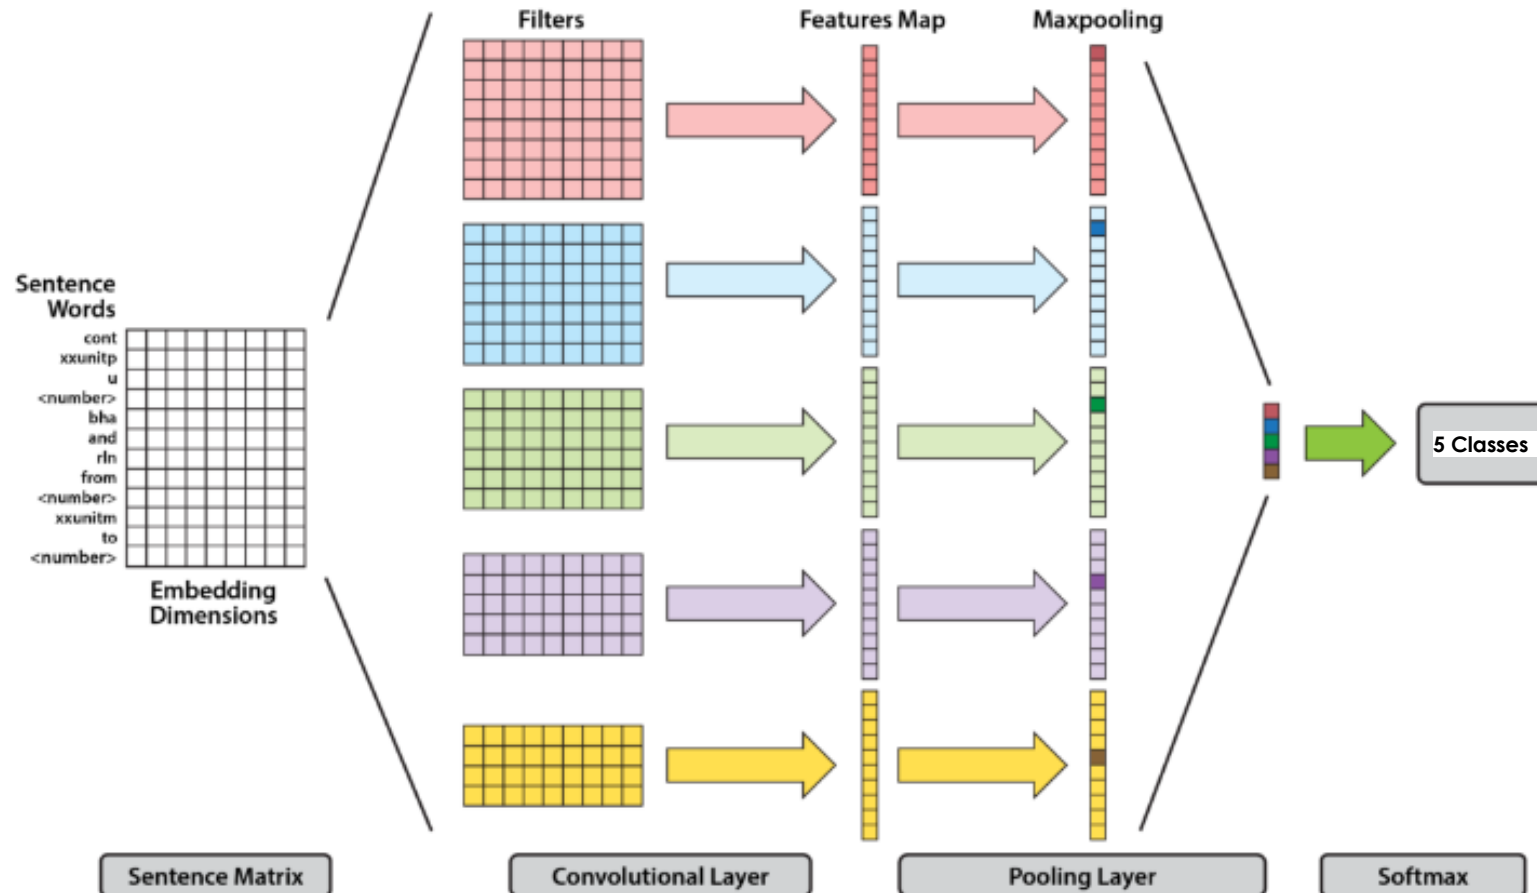 Filters
Features Map
Maxpooling
Sentence
Words
cont
xxunitp
u
<number>
bha
and
rln
from
<number>
xxunitm
to
<number>
Embedding
Dimensions
5 Classes
Sentence Matrix
Convolutional Layer
Pooling Layer
Softmax